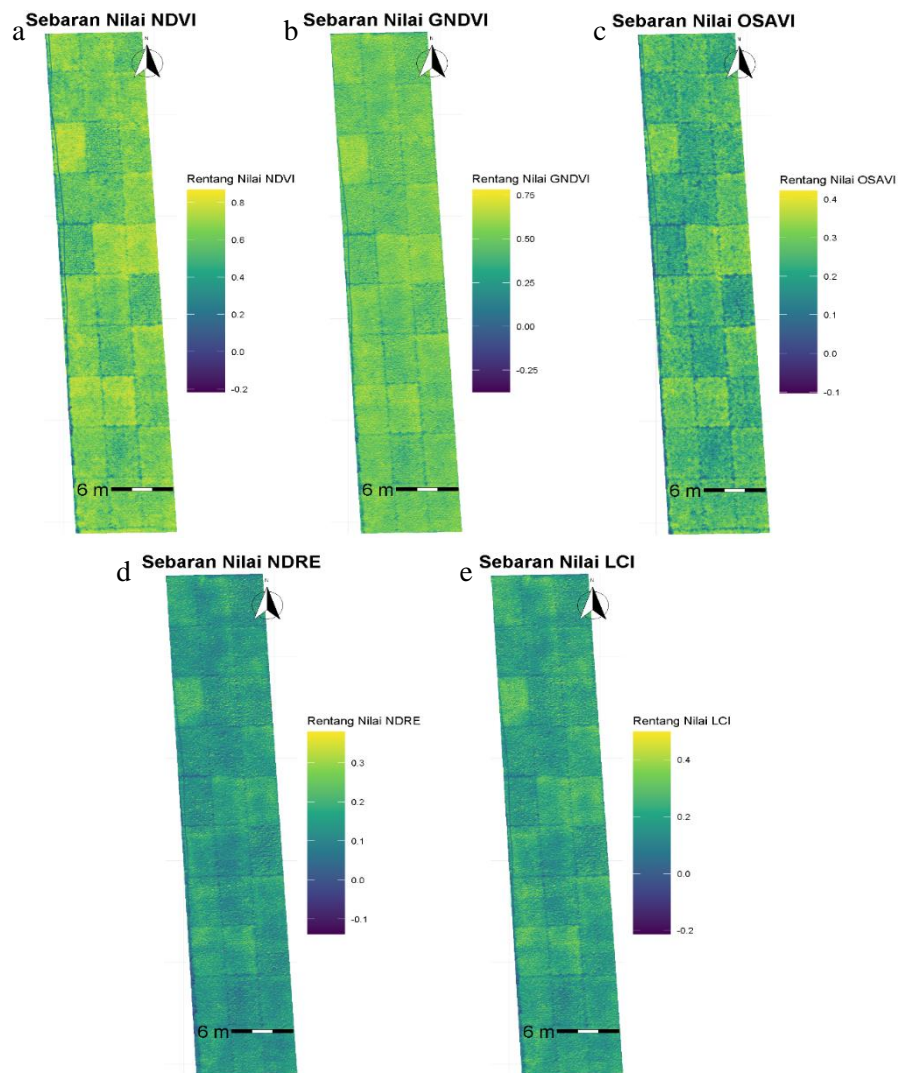 a Sebaran Nilai NDVI
N
Rentang Nilai NDVI
0.8
0.6
0.4
0.2
0.0
-0.2
6 m
b Sebaran Nilai GNDVI
N
Rentang Nilai GNDVI
0.75
0.50
0.25
0.00
-0.25
6 m
c Sebaran Nilai OSAVI
N
Rentang Nilai OSAVI
0.4
0.3
0.2
0.1
0.0
-0.1
6 m
d Sebaran Nilai NDRE
N
Rentang Nilai NDRE
0.3
0.2
0.1
0.0
-0.1
6 m
e Sebaran Nilai LCI
N
Rentang Nilai LCI
0.4
0.2
0.0
-0.2
6 m